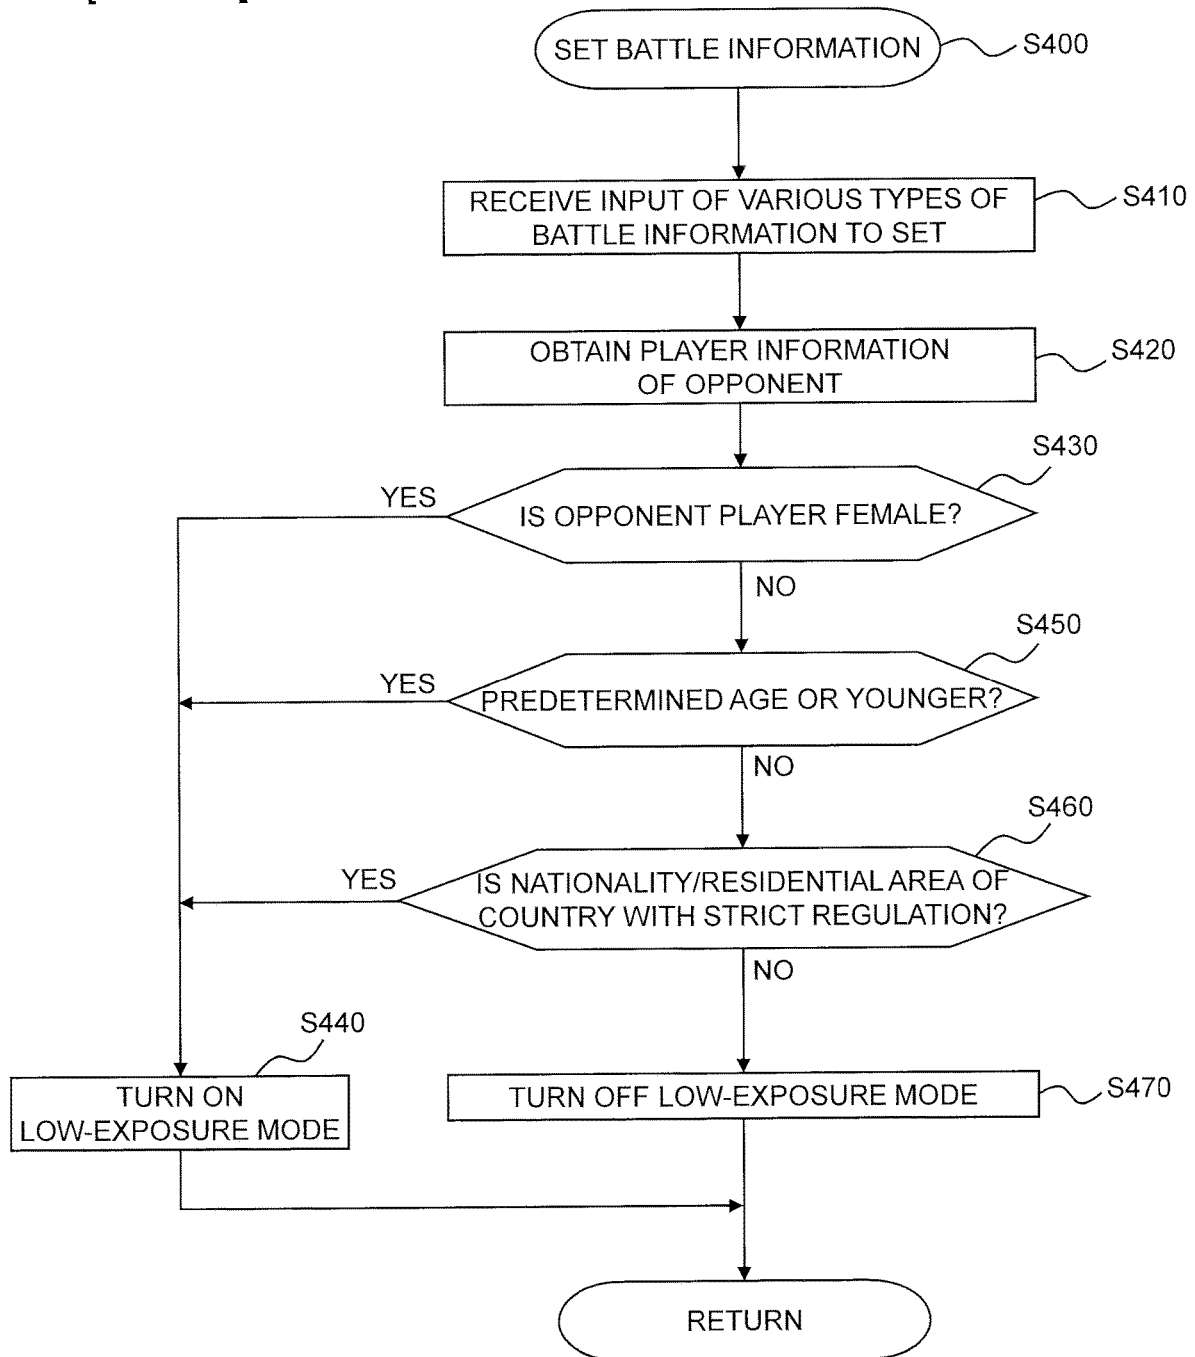 SET BATTLE INFORMATION
S400
RECEIVE INPUT OF VARIOUS TYPES OF
BATTLE INFORMATION TO SET
S410
OBTAIN PLAYER INFORMATION
OF OPPONENT
S420
S430
YES
IS OPPONENT PLAYER FEMALE?
NO
S450
YES
PREDETERMINED AGE OR YOUNGER?
NO
S460
YES
IS NATIONALITY/RESIDENTIAL AREA OF
COUNTRY WITH STRICT REGULATION?
NO
S440
TURN ON
LOW-EXPOSURE MODE
TURN OFF LOW-EXPOSURE MODE
S470
RETURN